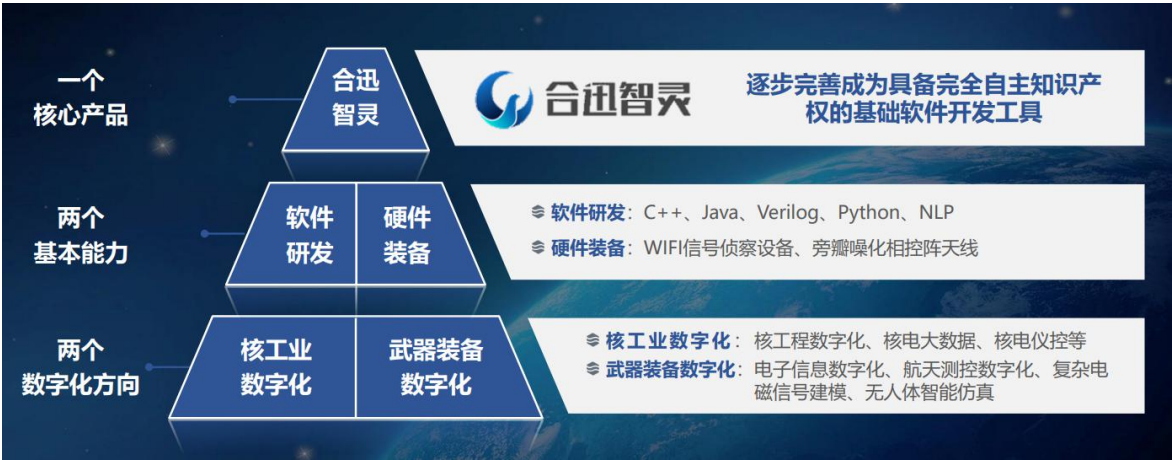 一个
核心产品
合迅
智灵
合迅智灵
逐步完善成为具备完全自主知识产
权的基础软件开发工具
两个
基本能力
软件
研发
硬件
装备
软件研发：C++、Java、Verilog、Python、NLP
硬件装备：WIFI信号侦察设备、旁瓣噪化相控阵天线
两个
数字化方向
核工业
数字化
武器装备
数字化
核工业数字化：核工程数字化、核电大数据、核电仪控等
武器装备数字化：电子信息数字化、航天测控数字化、复杂电
磁信号建模、无人体智能仿真